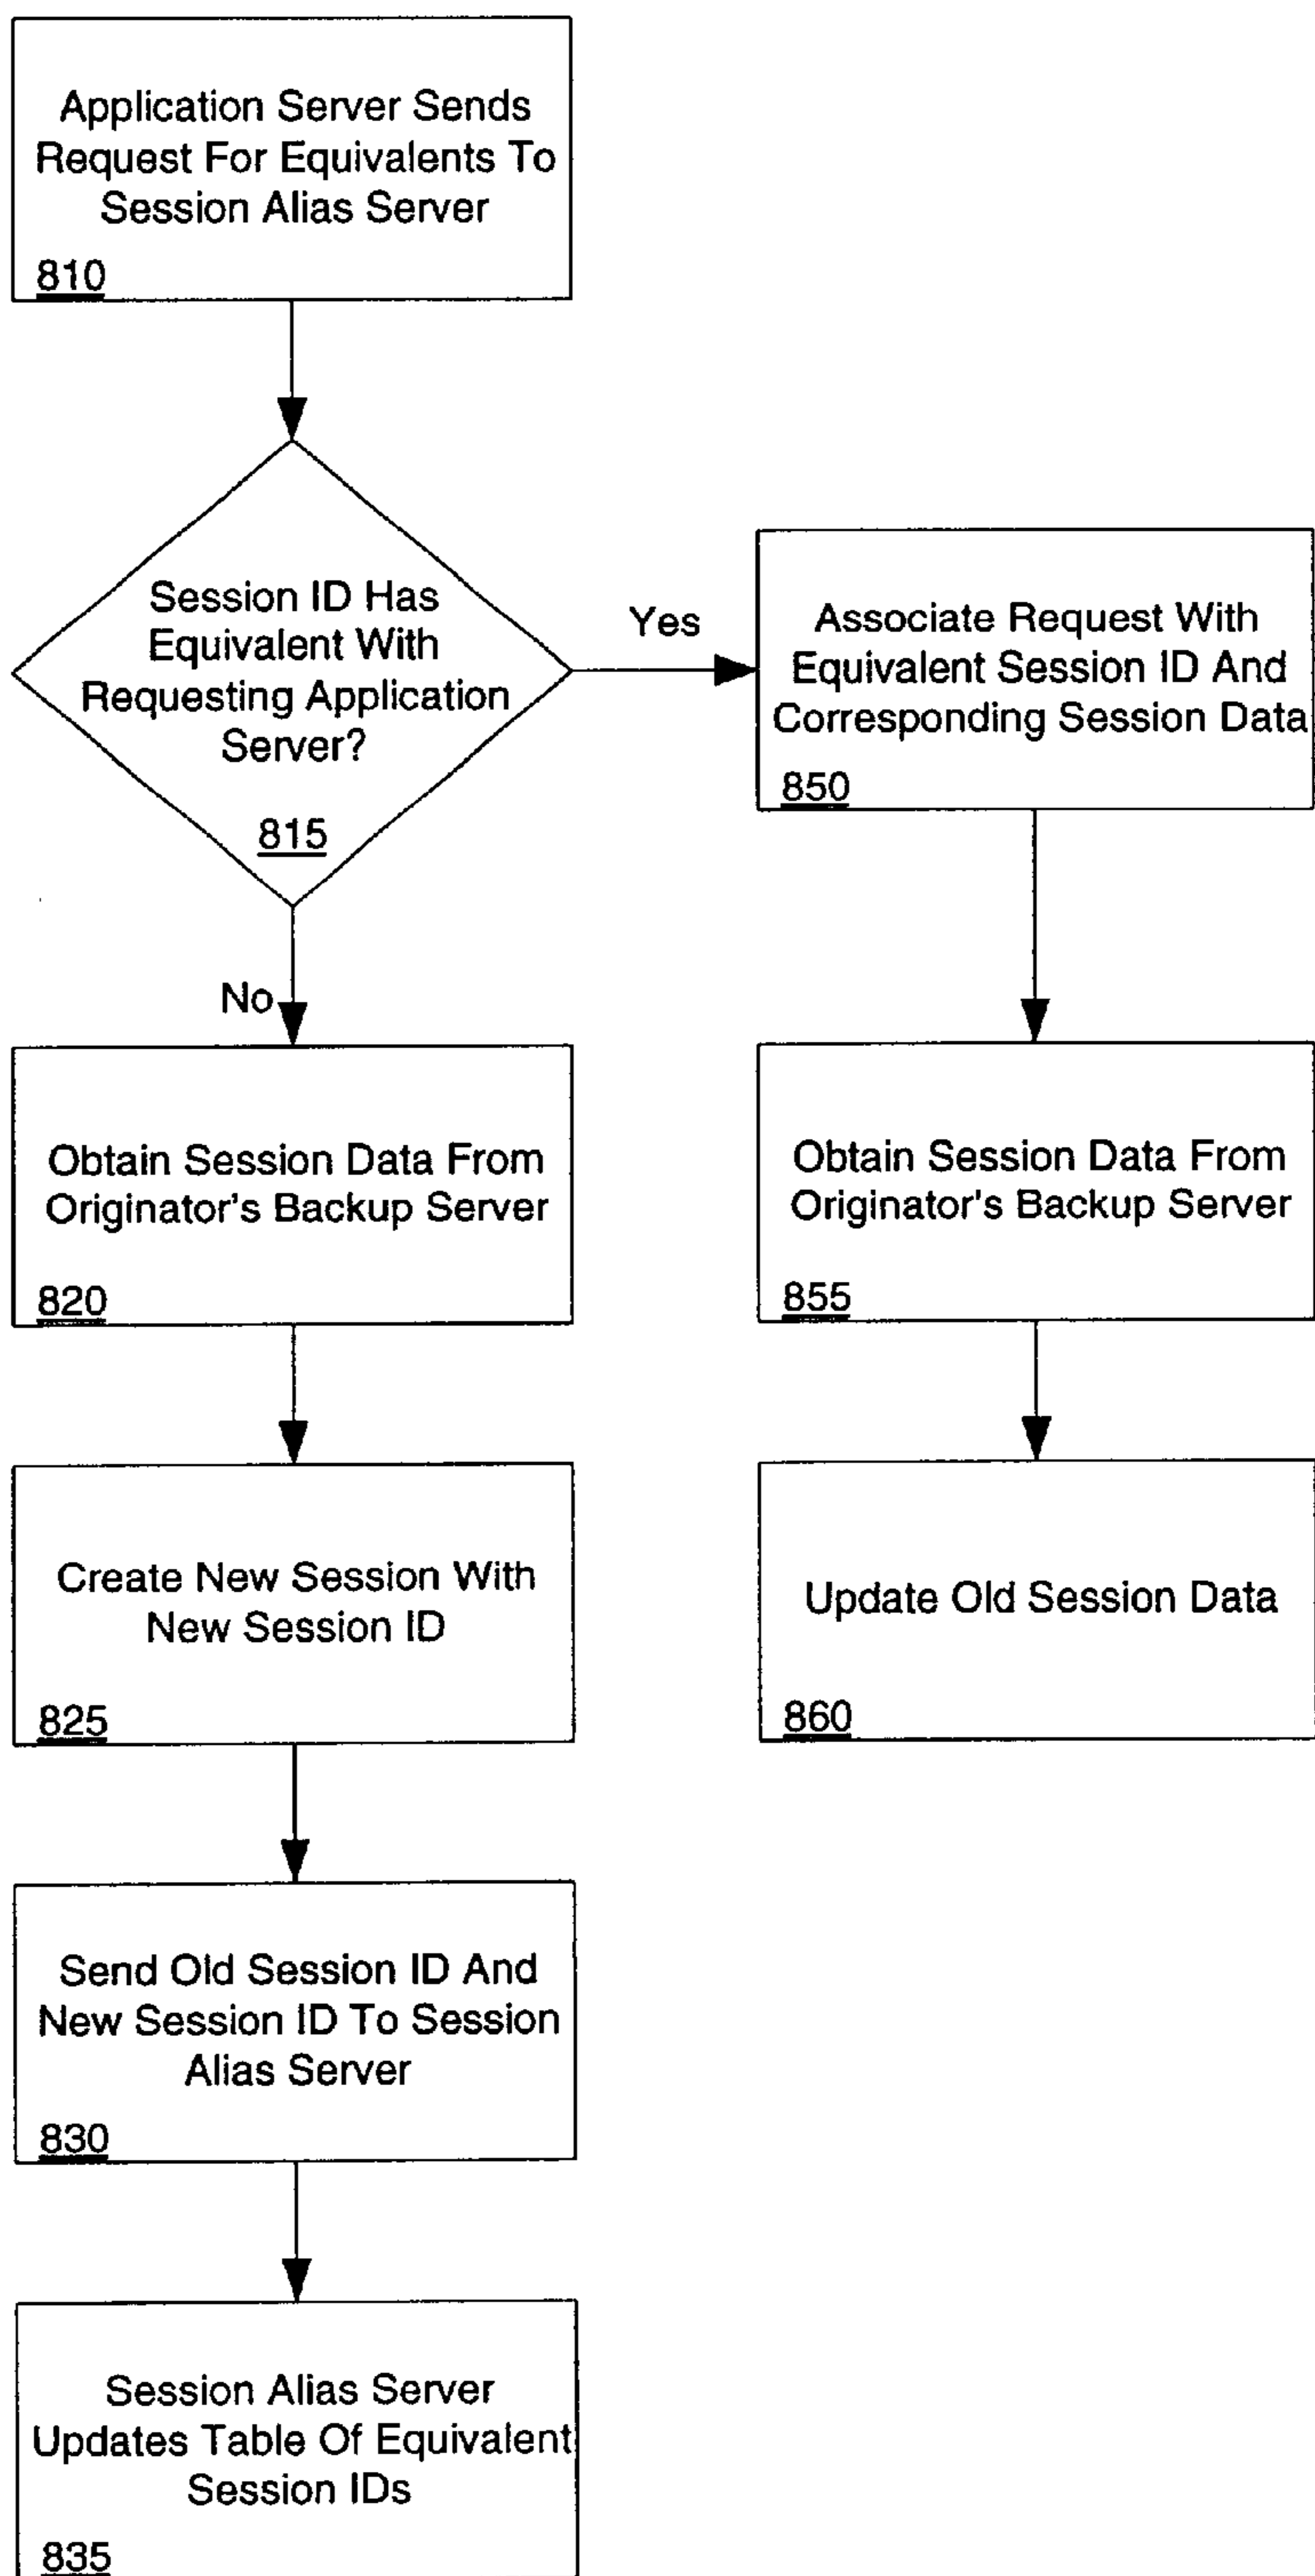 Application Server Sends
Request For Equivalents To
Session Alias Server
810
Session ID Has
Equivalent With
Requesting Application
Server?
815
Yes
Associate Request With
Equivalent Session ID And
Corresponding Session Data
850
No
Obtain Session Data From
Originator's Backup Server
820
Obtain Session Data From
Originator's Backup Server
855
Create New Session With
New Session ID
825
Update Old Session Data
860
Send Old Session ID And
New Session ID To Session
Alias Server
830
Session Alias Server
Updates Table Of Equivalent
Session IDs
835